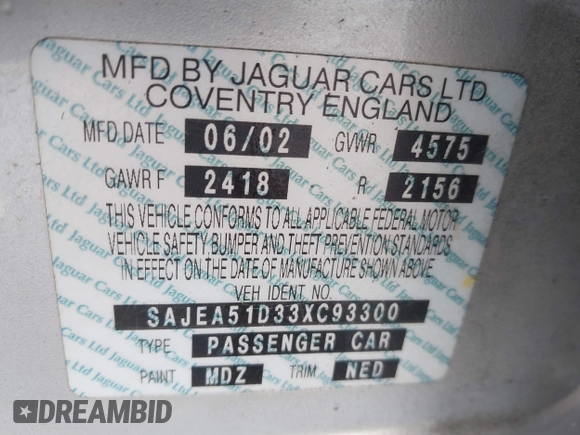 MFD BY JAGUAR CARS LTD
COVENTRY ENGLAND
MFD DATE 06/02 GVWR 4575
GAWR F 2418 R 2156
THIS VEHICLE CONFORMS TO ALL APPLICABLE FEDERAL MOTOR
VEHICLE SAFETY BUMPER AND THEFT PREVENTION STANDARDS
IN EFFECT ON THE DATE OF MANUFACTURE SHOWN ABOVE
VEH IDENT NO.
SAJEA51D33XC93300
TYPE PASSENGER CAR
PAINT MDZ TRIM NED
DREAMBID